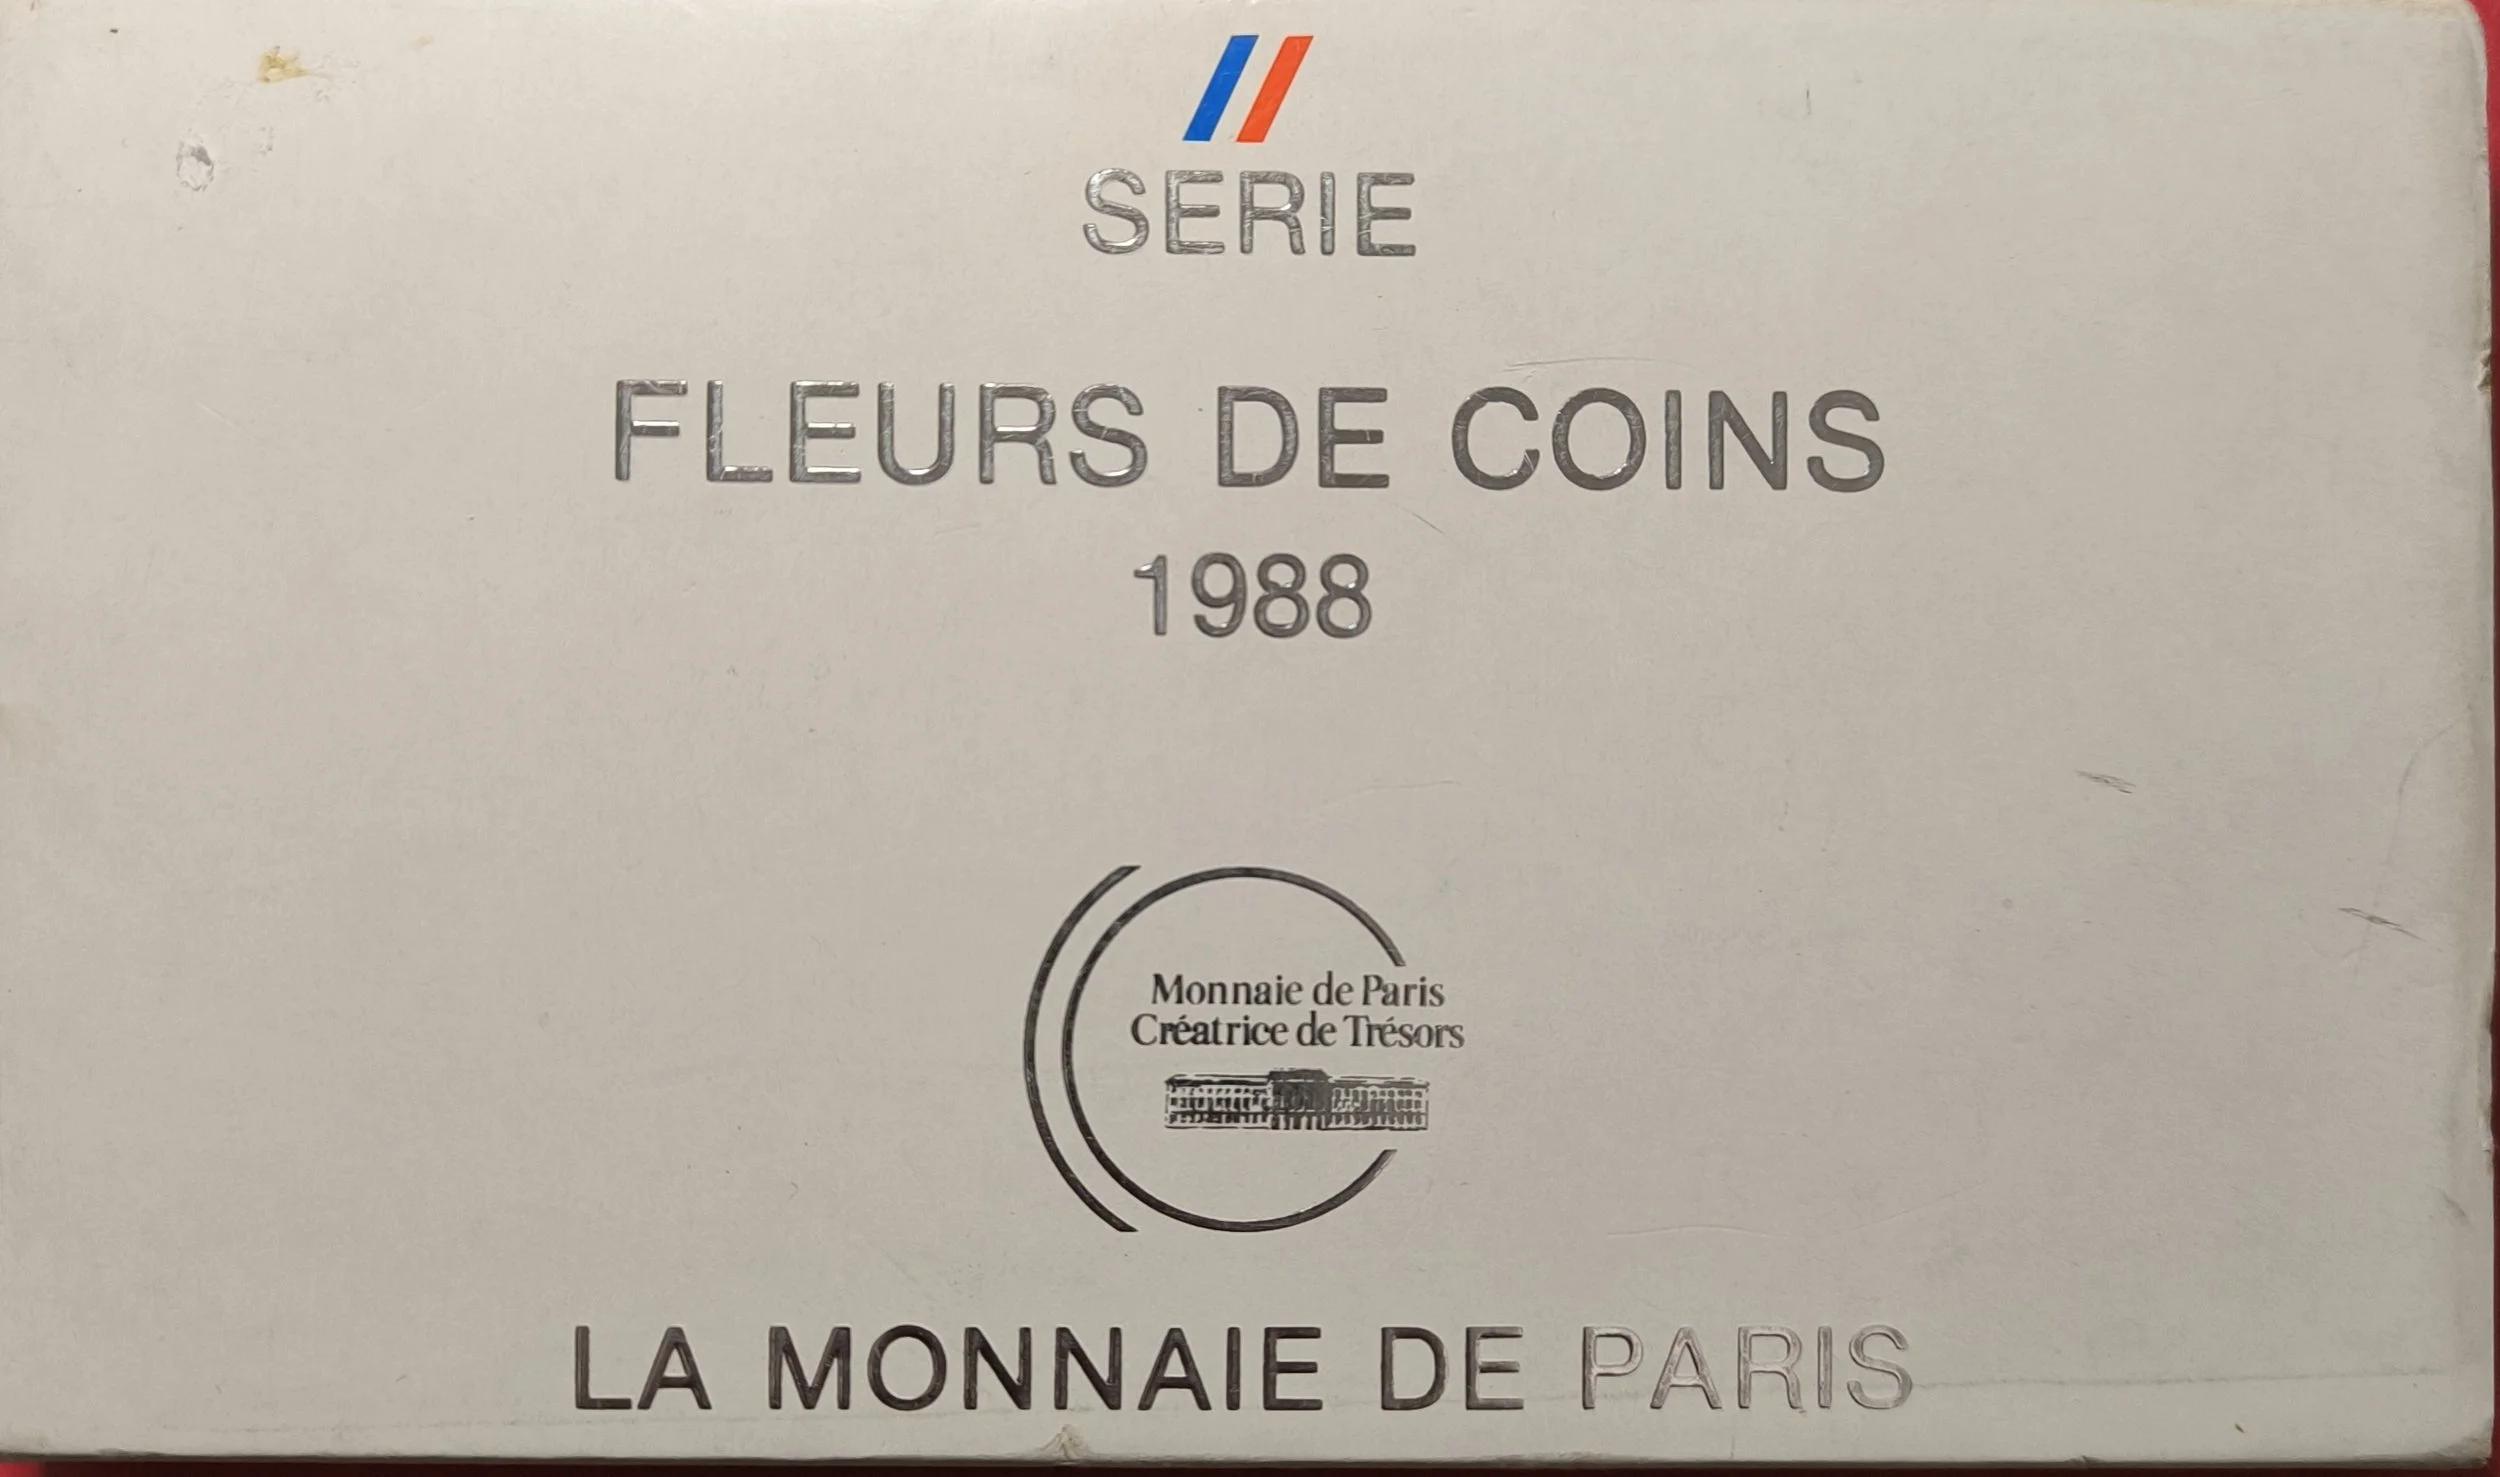 SERIE
FLEURS DE COINS
1988
Monnaie de Paris
Créatrice de Trésors
LA MONNAIE DE PARIS